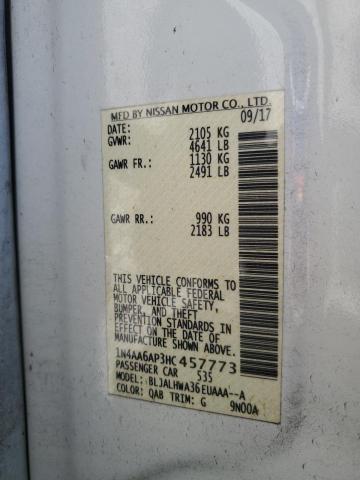 MFD BY NISSAN MOTOR CO., LTD.
DATE: 09/17
GVWR: 2105 KG
4641 LB
GAWR FR.: 1130 KG
2491 LB
GAWR RR.: 990 KG
2183 LB
THIS VEHICLE CONFORMS TO
ALL APPLICABLE FEDERAL
MOTOR VEHICLE SAFETY,
BUMPER, AND THEFT
PREVENTION STANDARDS IN
EFFECT ON THE DATE OF
MANUFACTURE SHOWN ABOVE.
1N4AA6AP3HC457773
PASSENGER CAR 535
MODEL: BLJALHWA36EUAAA--A
COLOR: QAB TRIM: G 9N00A